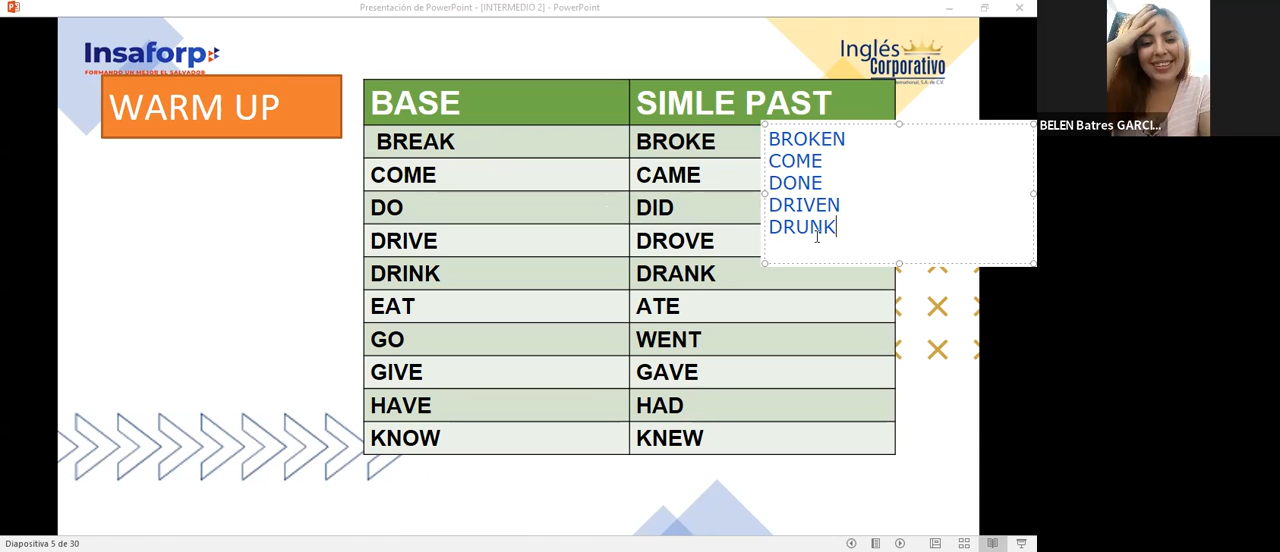 Presentación de PowerPoint - [INTERMEDIO 2] - PowerPoint
Insaforp
FORMANDO UN MEJOR EL SALVADOR
Inglés
Corporativo
WARM UP
BASE SIMLE PAST
BREAK BROKE
COME CAME
DO DID
DRIVE DROVE
DRINK DRANK
EAT ATE
GO WENT
GIVE GAVE
HAVE HAD
KNOW KNEW
BROKEN
COME
DONE
DRIVEN
DRUNK
BELEN Batres GARCI...
Diapositiva 5 de 30